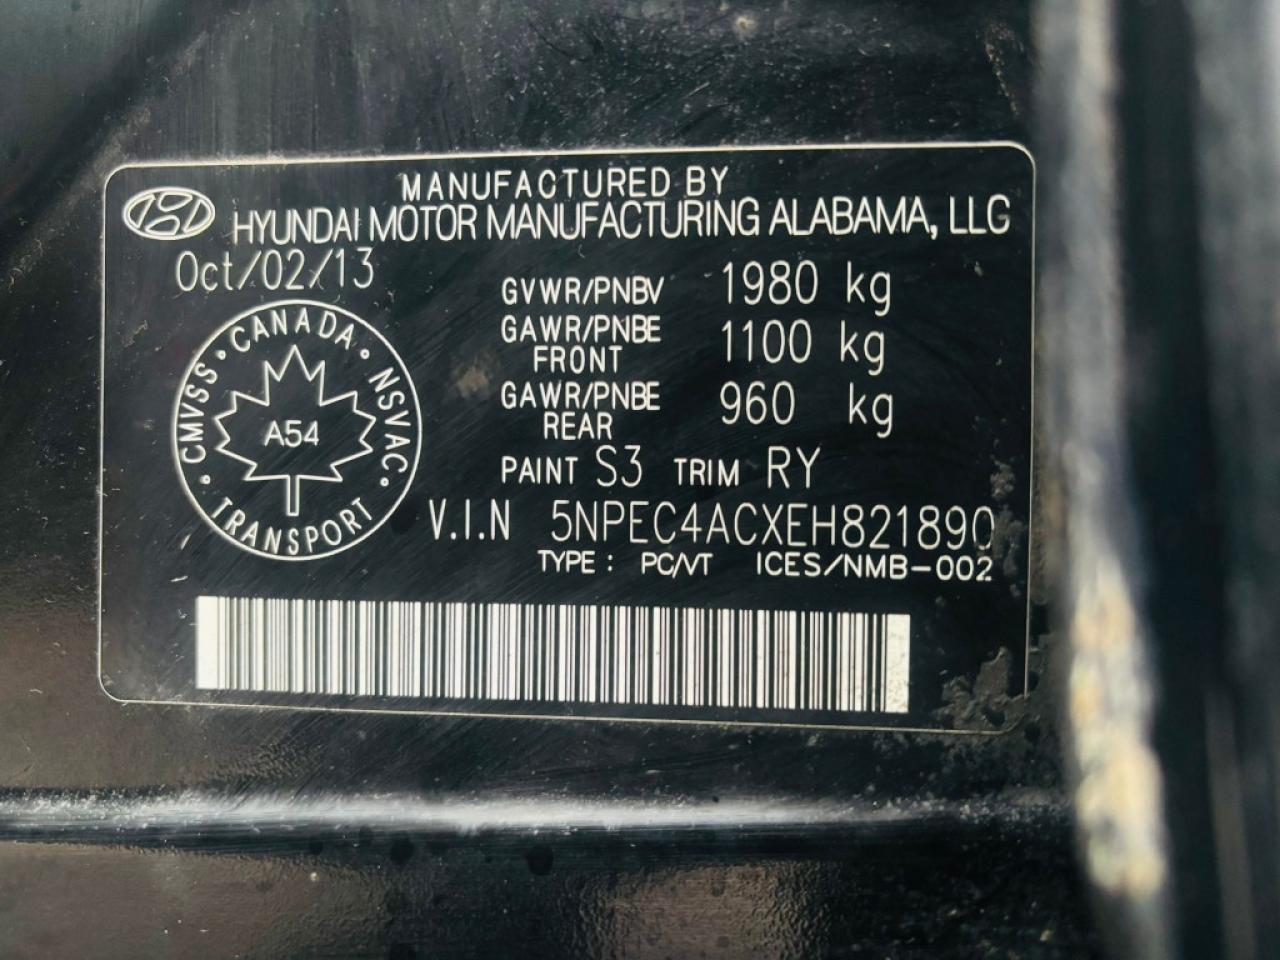 MANUFACTURED BY
HYUNDAI MOTOR MANUFACTURING ALABAMA, LLC
Oct/02/13
GVWR/PNBV 1980 kg
GAWR/PNBE FRONT 1100 kg
GAWR/PNBE REAR 960 kg
PAINT S3 TRIM RY
V.I.N 5NPEC4ACXEH821890
TYPE: PC/VT ICES/NMB-002
CMVSS • CANADA • NSVAC • TRANSPORT •
A54